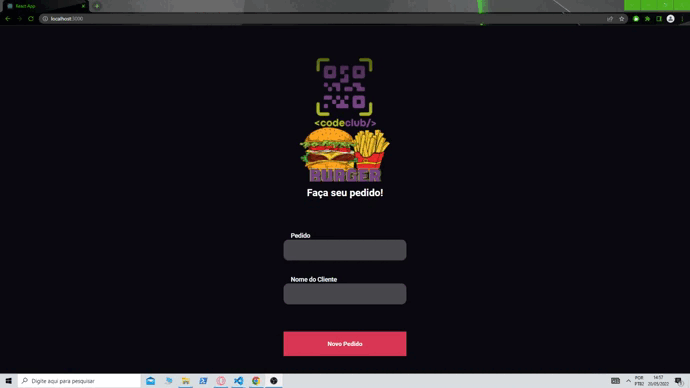 React App
localhost:3000
<codeclub/>
BURGER
Faça seu pedido!
Pedido
Nome do Cliente
Novo Pedido
Digite aqui para pesquisar
POR
PTB2
14:57
20/05/2023